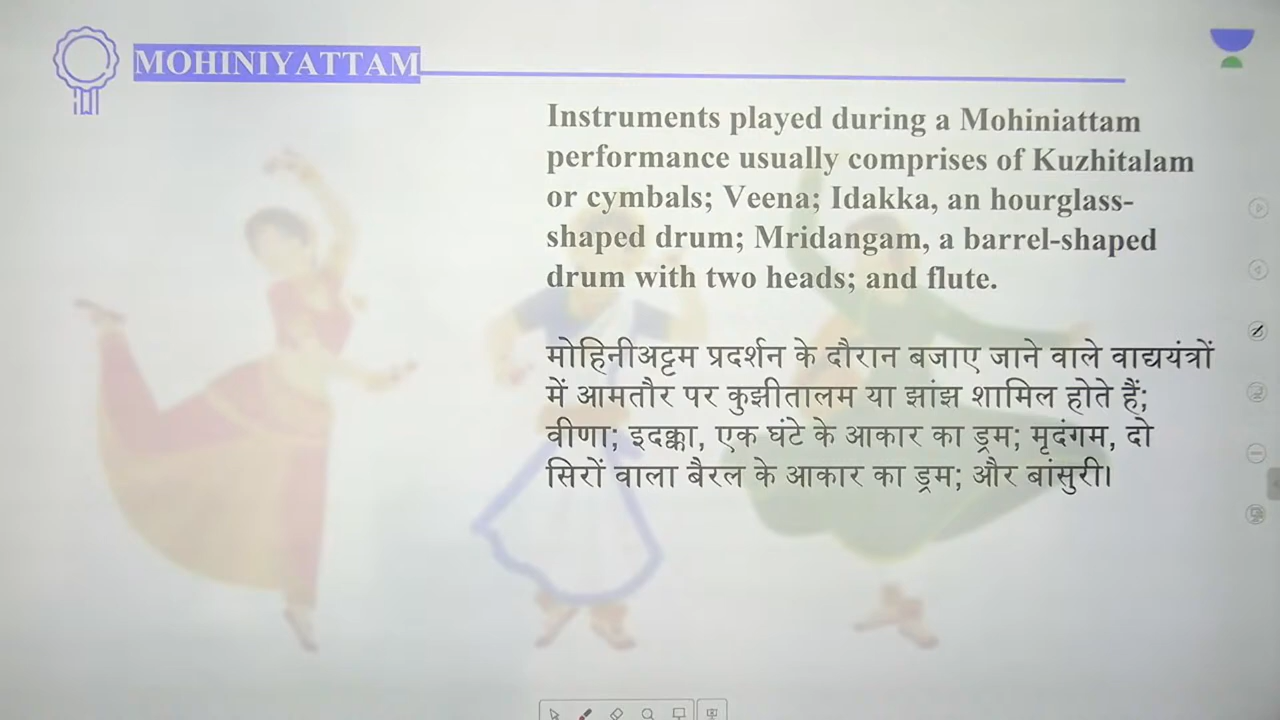 MOHINIYATTAM
Instruments played during a Mohiniattam
performance usually comprises of Kuzhitalam
or cymbals; Veena; Idakka, an hourglass-
shaped drum; Mridangam, a barrel-shaped
drum with two heads; and flute.
मोहिनीअट्टम प्रदर्शन के दौरान बजाए जाने वाले वाद्ययंत्रों
में आमतौर पर कुझीतालम या झांझ शामिल होते हैं;
वीणा; इदक्का, एक घंटे के आकार का ड्रम; मृदंगम, दो
सिरों वाला बैरल के आकार का ड्रम; और बांसुरी।